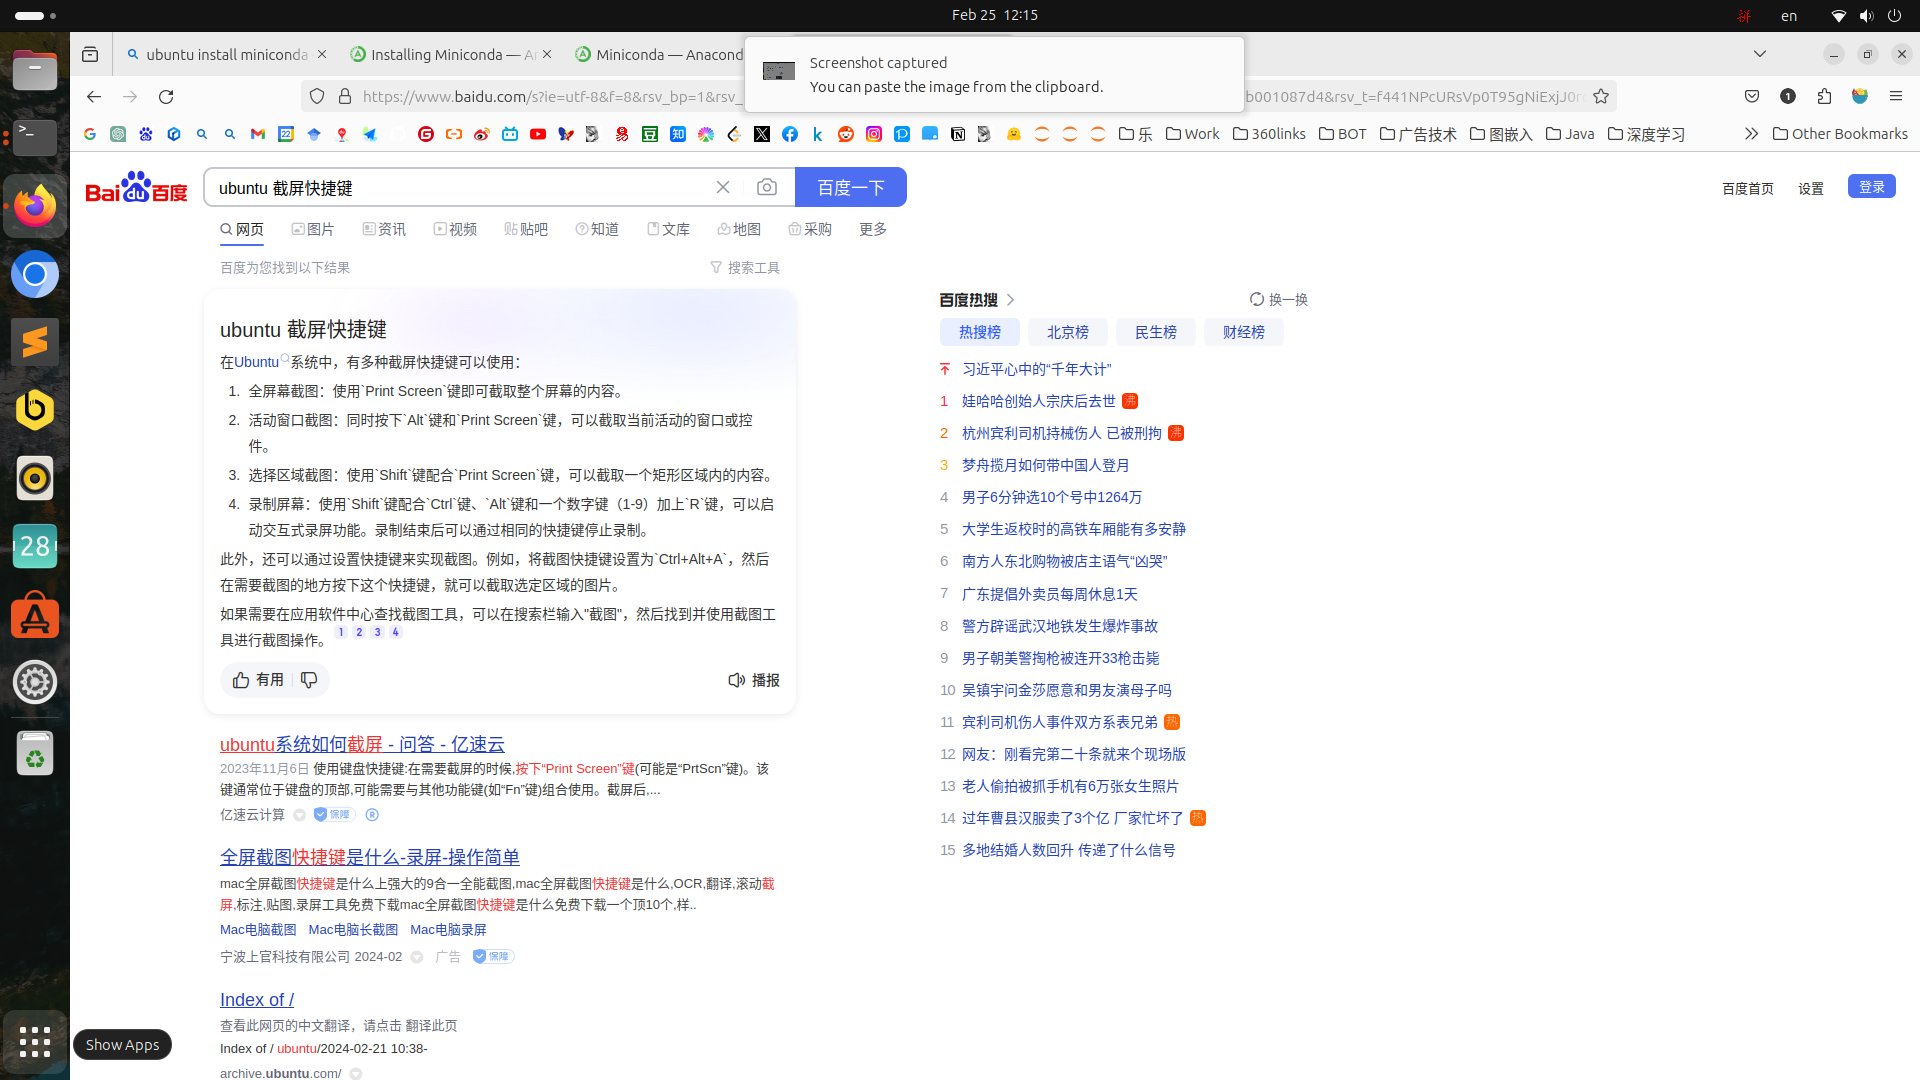 Feb 25 12:15
en
ubuntu install miniconda
Installing Miniconda — An
Miniconda — Anacond
Screenshot captured
You can paste the image from the clipboard.
https://www.baidu.com/s?ie=utf-8&f=8&rsv_bp=1&rsv_
b001087d4&rsv_t=f441NPcURsVp0T95gNiExjJ0r
乐
Work
360links
BOT
广告技术
图嵌入
Java
深度学习
Other Bookmarks
Bai du 百度
ubuntu 截屏快捷键
百度一下
百度首页
设置
登录
网页
图片
资讯
视频
贴吧
知道
文库
地图
采购
更多
百度为您找到以下结果
搜索工具
ubuntu 截屏快捷键
在Ubuntu系统中，有多种截屏快捷键可以使用：
1. 全屏幕截图：使用`Print Screen`键即可截取整个屏幕的内容。
2. 活动窗口截图：同时按下`Alt`键和`Print Screen`键，可以截取当前活动的窗口或控
件。
3. 选择区域截图：使用`Shift`键配合`Print Screen`键，可以截取一个矩形区域内的内容。
4. 录制屏幕：使用`Shift`键配合`Ctrl`键、`Alt`键和一个数字键（1-9）加上`R`键，可以启
动交互式录屏功能。录制结束后可以通过相同的快捷键停止录制。
此外，还可以通过设置快捷键来实现截图。例如，将截图快捷键设置为`Ctrl+Alt+A`，然后
在需要截图的地方按下这个快捷键，就可以截取选定区域的图片。
如果需要在应用软件中心查找截图工具，可以在搜索栏输入"截图"，然后找到并使用截图工
具进行截图操作。 1 2 3 4
有用
播报
ubuntu系统如何截屏 - 问答 - 亿速云
2023年11月6日 使用键盘快捷键:在需要截屏的时候,按下“Print Screen”键(可能是“PrtScn”键)。该
键通常位于键盘的顶部,可能需要与其他功能键(如“Fn”键)组合使用。截屏后,...
亿速云计算 保障
全屏截图快捷键是什么-录屏-操作简单
mac全屏截图快捷键是什么上强大的9合一全能截图,mac全屏截图快捷键是什么,OCR,翻译,滚动截
屏,标注,贴图,录屏工具免费下载mac全屏截图快捷键是什么免费下载一个顶10个,样..
Mac电脑截图 Mac电脑长截图 Mac电脑录屏
宁波上官科技有限公司 2024-02 广告 保障
Index of /
查看此网页的中文翻译，请点击 翻译此页
Index of / ubuntu/2024-02-21 10:38-
archive.ubuntu.com/
百度热搜
换一换
热搜榜
北京榜
民生榜
财经榜
习近平心中的“千年大计”
1 娃哈哈创始人宗庆后去世 沸
2 杭州宾利司机持械伤人 已被刑拘 沸
3 梦舟揽月如何带中国人登月
4 男子6分钟选10个号中1264万
5 大学生返校时的高铁车厢能有多安静
6 南方人东北购物被店主语气“凶哭”
7 广东提倡外卖员每周休息1天
8 警方辟谣武汉地铁发生爆炸事故
9 男子朝美警掏枪被连开33枪击毙
10 吴镇宇问金莎愿意和男友演母子吗
11 宾利司机伤人事件双方系表兄弟 热
12 网友：刚看完第二十条就来个现场版
13 老人偷拍被抓手机有6万张女生照片
14 过年曹县汉服卖了3个亿 厂家忙坏了 热
15 多地结婚人数回升 传递了什么信号
28
Show Apps